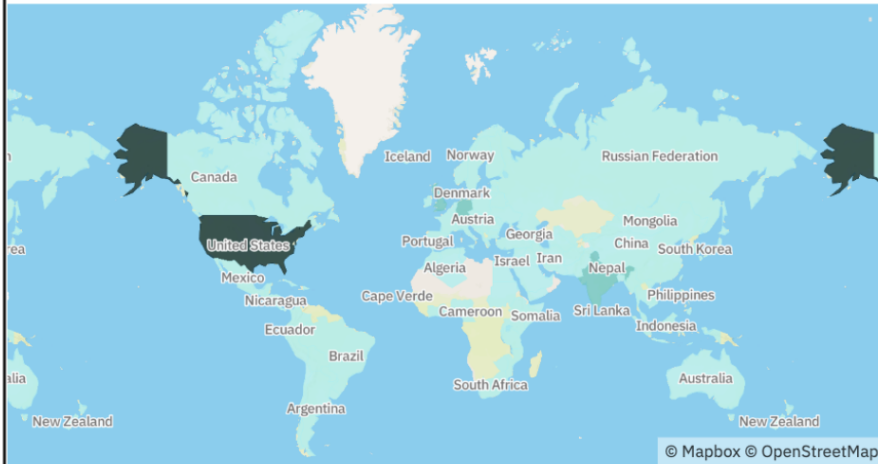 Iceland
Norway
Russian Federation
Canada
Denmark
Austria
Mongolia
Portugal
Georgia
China
South Korea
rea
United States
Israel
Iran
Algeria
Nepal
Mexico
Cape Verde
Philippines
Nicaragua
Cameroon
Somalia
Sri Lanka
Ecuador
Indonesia
Brazil
alia
Australia
South Africa
Argentina
New Zealand
New Zealand
© Mapbox © OpenStreetMap